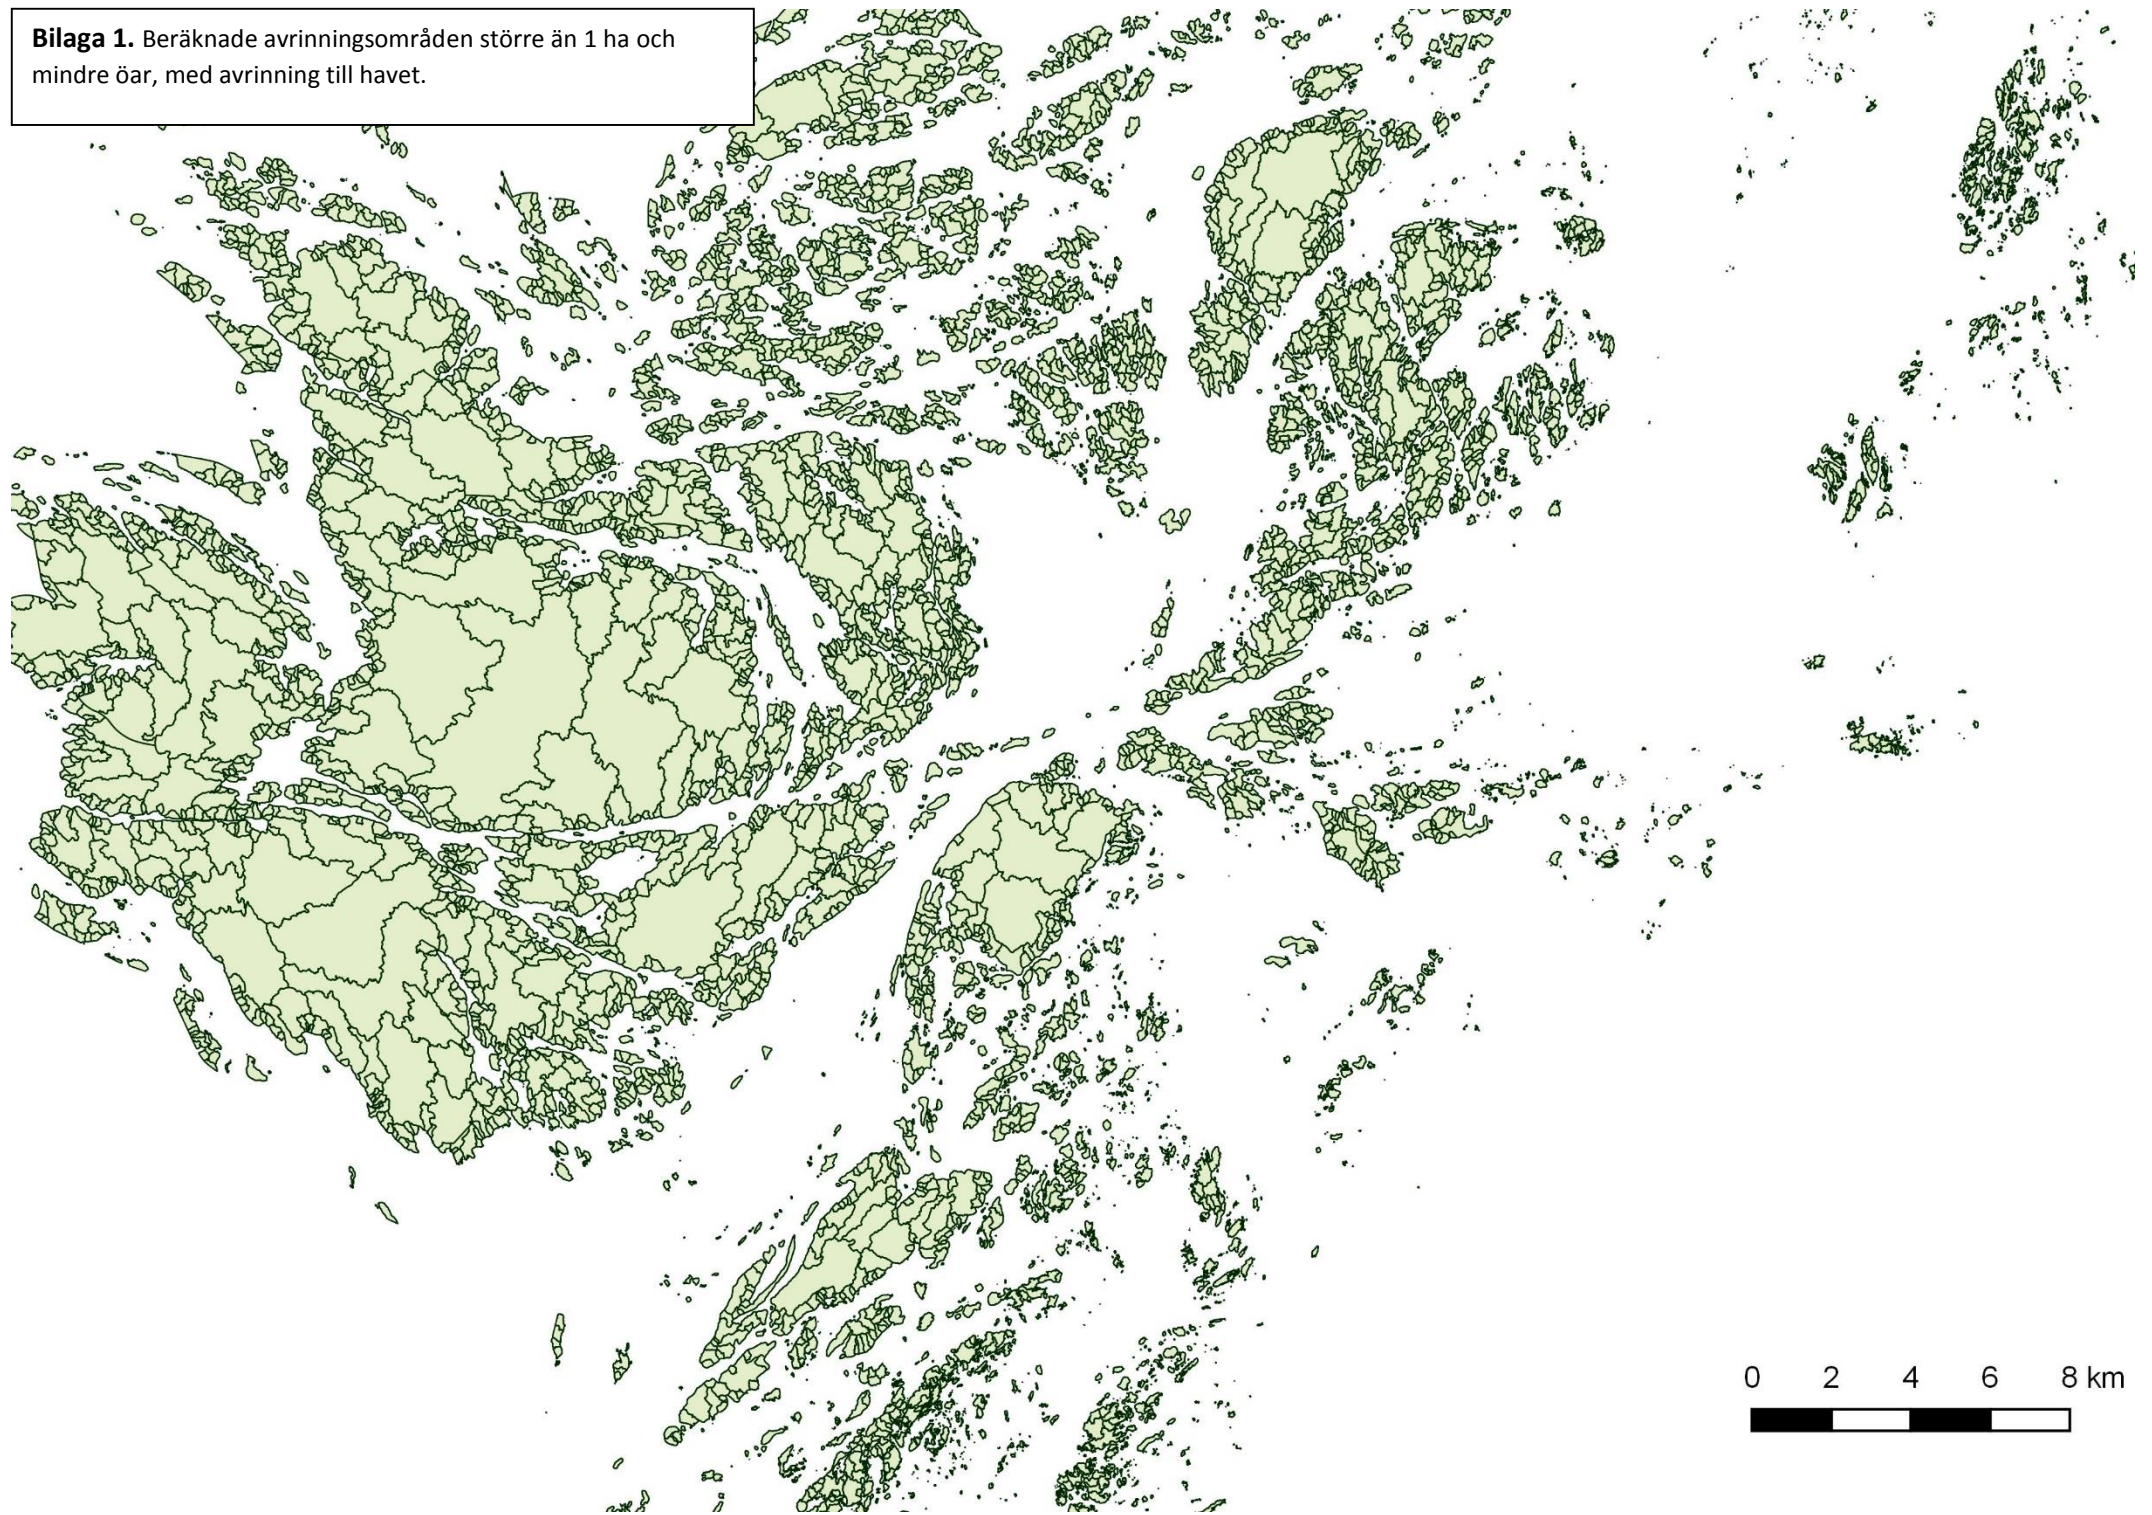 Bilaga 1. Beräknade avrinningsområden större än 1 ha och
mindre öar, med avrinning till havet.
0 2 4 6 8 km